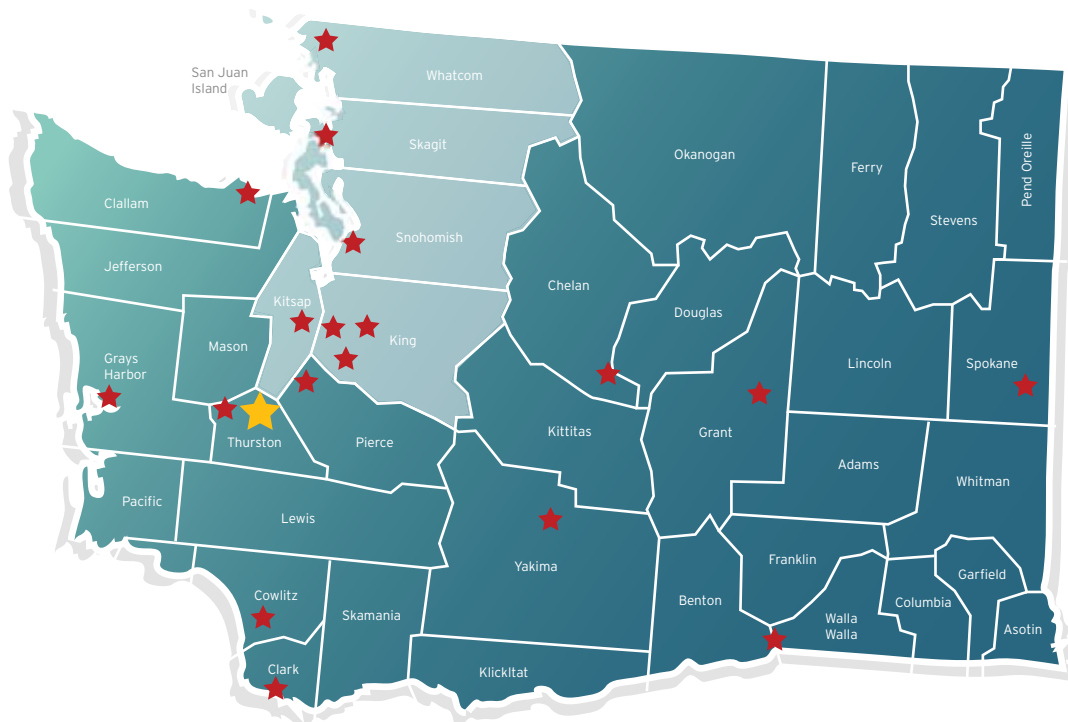 San Juan
Island
Whatcom
Skagit
Okanogan
Ferry
Pend Oreille
Stevens
Clallam
Snohomish
Jefferson
Chelan
Kitsap
Douglas
King
Mason
Grays
Harbor
Lincoln
Spokane
Thurston
Pierce
Kittitas
Grant
Adams
Whitman
Pacific
Lewis
Yakima
Franklin
Garfield
Cowlitz
Skamania
Benton
Columbia
Walla
Walla
Asotin
Clark
Klickltat